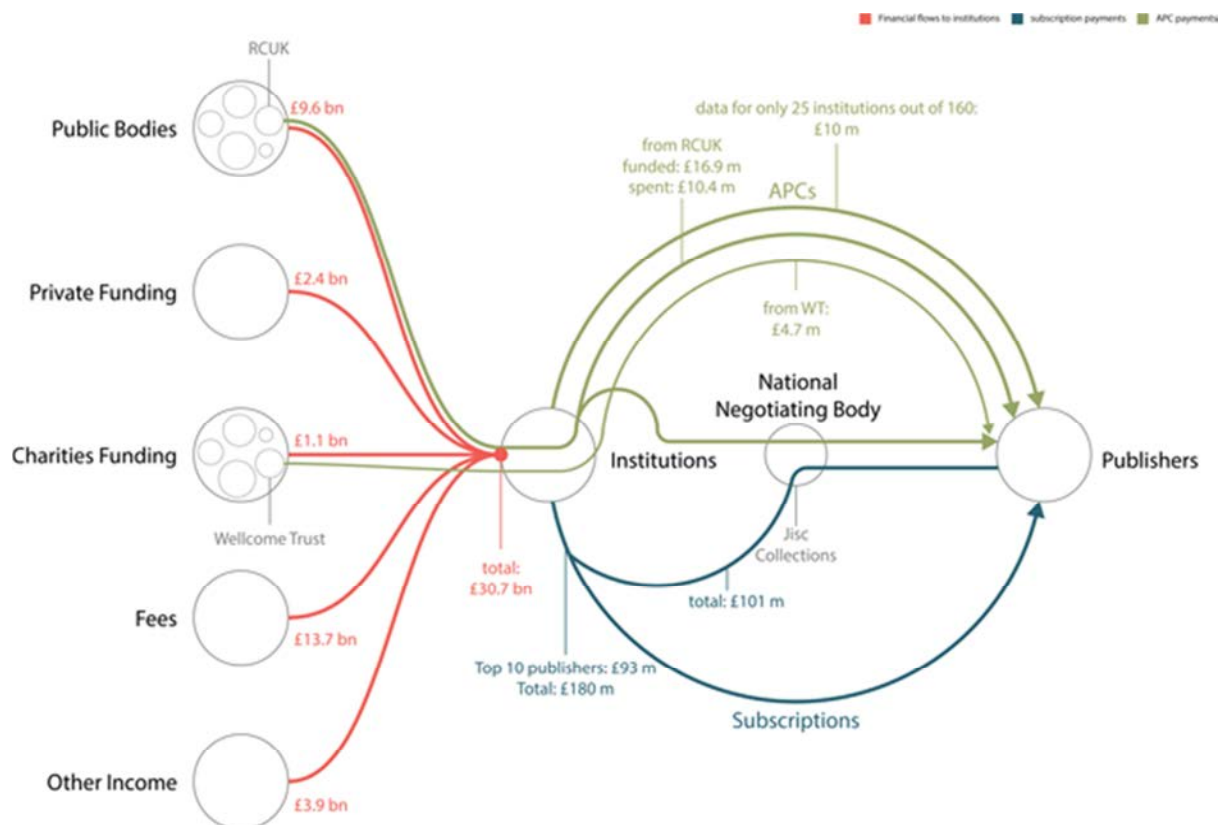 Financial flows to institutions
subscription payments
APC payments
RCUK
£9.6 bn
Public Bodies
data for only 25 institutions out of 160:
£10 m
from RCUK
funded: £16.9 m
spent: £10.4 m
APCs
£2.4 bn
Private Funding
from WT:
£4.7 m
National
Negotiating Body
£1.1 bn
Charities Funding
Institutions
Publishers
Wellcome Trust
Jisc
Collections
total:
£30.7 bn
total: £101 m
Fees
£13.7 bn
Top 10 publishers: £93 m
Total: £180 m
Subscriptions
Other Income
£3.9 bn